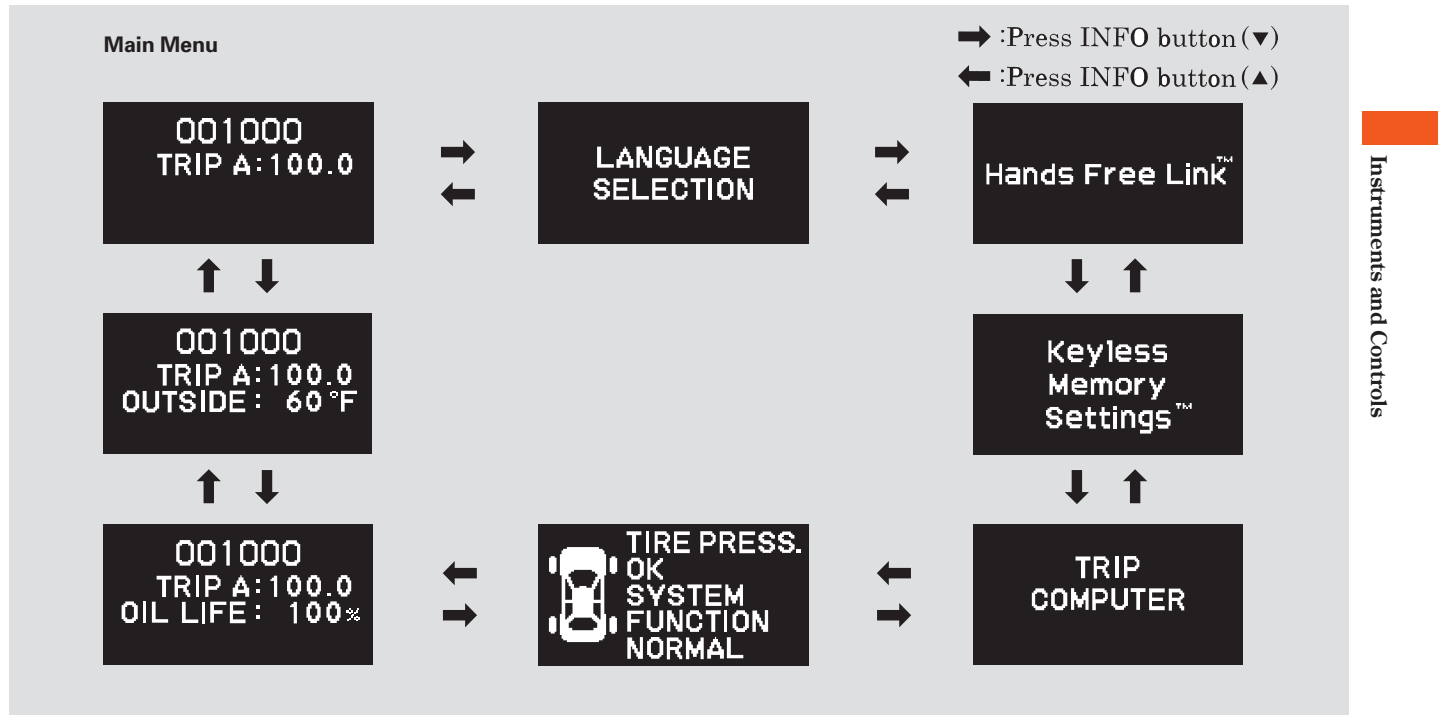 Main Menu
➡ :Press INFO button(▼)
⬅ :Press INFO button(▲)
001000
TRIP A:100.0
LANGUAGE
SELECTION
Hands Free Link™
001000
TRIP A:100.0
OUTSIDE: 60°F
Keyless
Memory
Settings™
001000
TRIP A:100.0
OIL LIFE: 100%
TIRE PRESS.
OK
SYSTEM
FUNCTION
NORMAL
TRIP
COMPUTER
Instruments and Controls